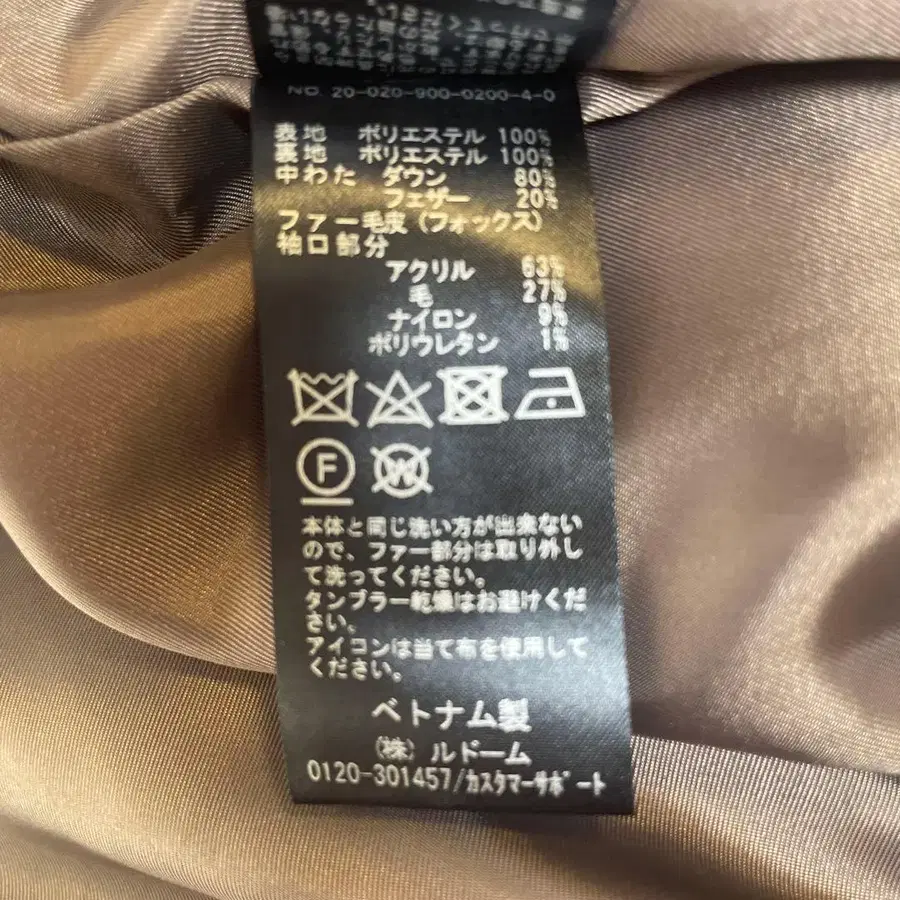 NO. 20-020-900-0200-4-0
表地 ポリエステル 100%
裏地 ポリエステル 100%
中わた ダウン 80%
フェザー 20%
ファー毛皮(フォックス)
袖口部分
アクリル 63%
毛 27%
ナイロン 9%
ポリウレタン 1%
F W
本体と同じ洗い方が出来ない
ので、ファー部分は取り外し
て洗ってください。
タンブラー乾燥はお避けくだ
さい。
アイロンは当て布を使用して
ください。
ベトナム製
(株) ルドーム
0120-301457/カスタマーサポート